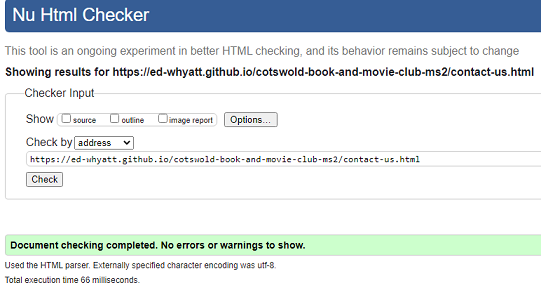 Nu Html Checker
This tool is an ongoing experiment in better HTML checking, and its behavior remains subject to change
Showing results for https://ed-whyatt.github.io/cotswold-book-and-movie-club-ms2/contact-us.html
Checker Input
Show source outline image report Options...
Check by address
https://ed-whyatt.github.io/cotswold-book-and-movie-club-ms2/contact-us.html
Check
Document checking completed. No errors or warnings to show.
Used the HTML parser. Externally specified character encoding was utf-8.
Total execution time 66 milliseconds.